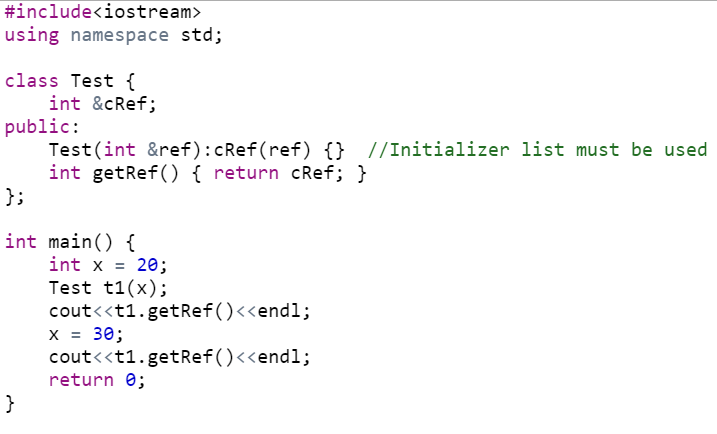 #include<iostream>
using namespace std;
class Test {
int &cRef;
public:
Test(int &ref):cRef(ref) {}  //Initializer list must be used
int getRef() { return cRef; }
};
int main() {
int x = 20;
Test t1(x);
cout<<t1.getRef()<<endl;
x = 30;
cout<<t1.getRef()<<endl;
return 0;
}